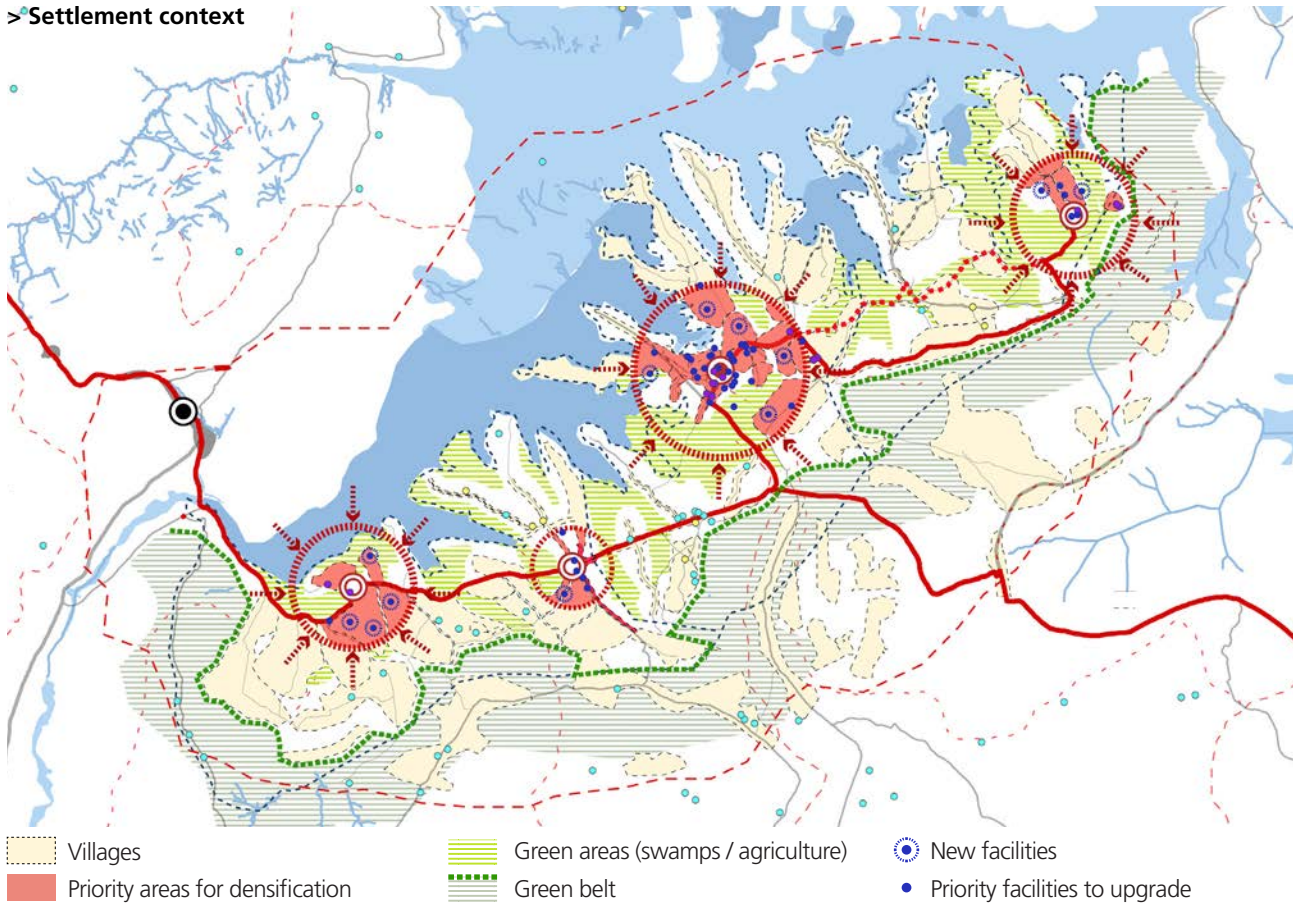 > Settlement context
Villages
Green areas (swamps / agriculture)
New facilities
Priority areas for densification
Green belt
Priority facilities to upgrade